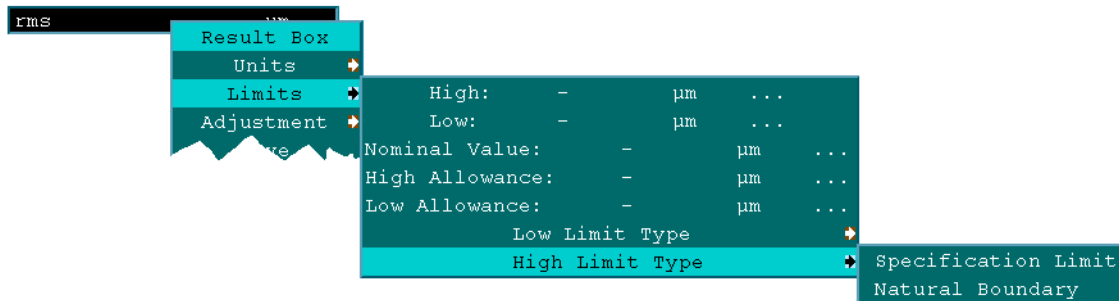 rms µm
Result Box
Units
Limits
Adjustment
High: - µm ...
Low: - µm ...
Nominal Value: - µm ...
High Allowance: - µm ...
Low Allowance: - µm ...
Low Limit Type
High Limit Type
Specification Limit
Natural Boundary